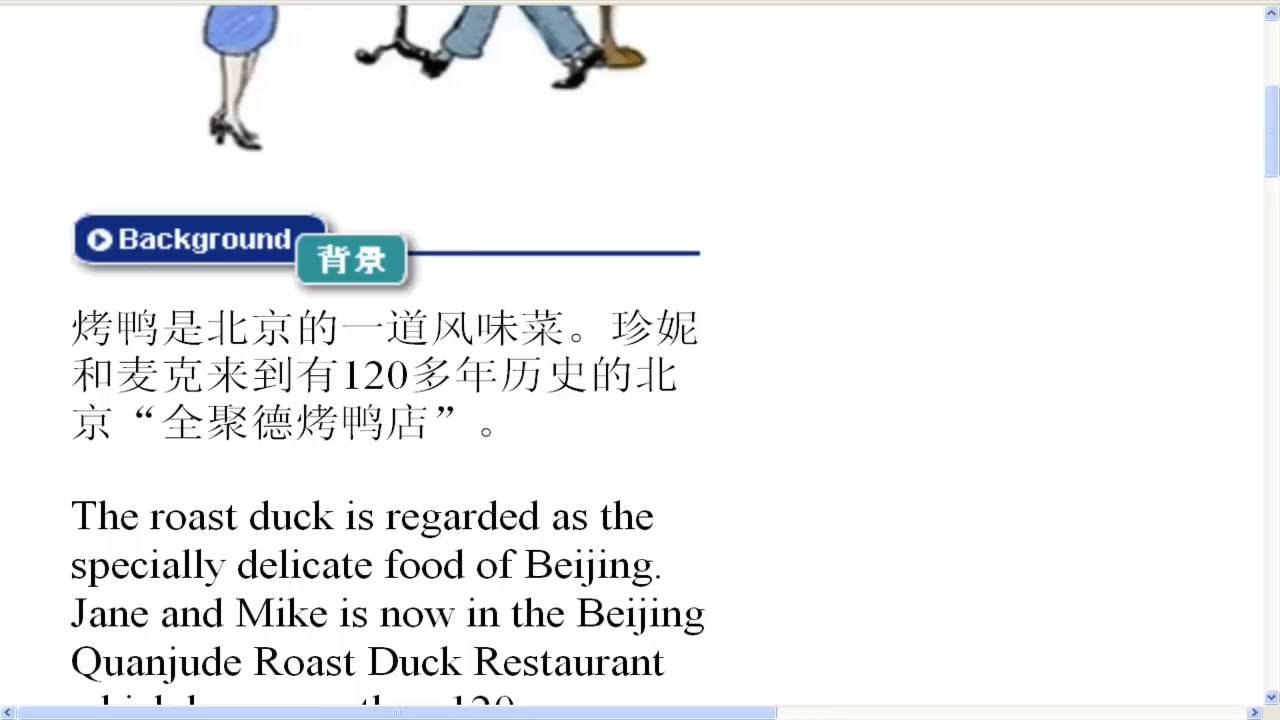 Background
背景
烤鸭是北京的一道风味菜。珍妮
和麦克来到有120多年历史的北
京“全聚德烤鸭店”。
The roast duck is regarded as the
specially delicate food of Beijing.
Jane and Mike is now in the Beijing
Quanjude Roast Duck Restaurant